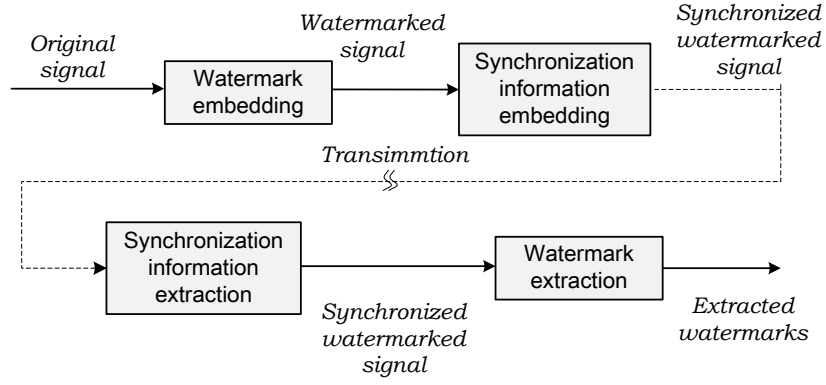 Original
signal
Watermark
embedding
Watermarked
signal
Synchronization
information
embedding
Synchronized
watermarked
signal
Transimmtion
Synchronization
information
extraction
Synchronized
watermarked
signal
Watermark
extraction
Extracted
watermarks